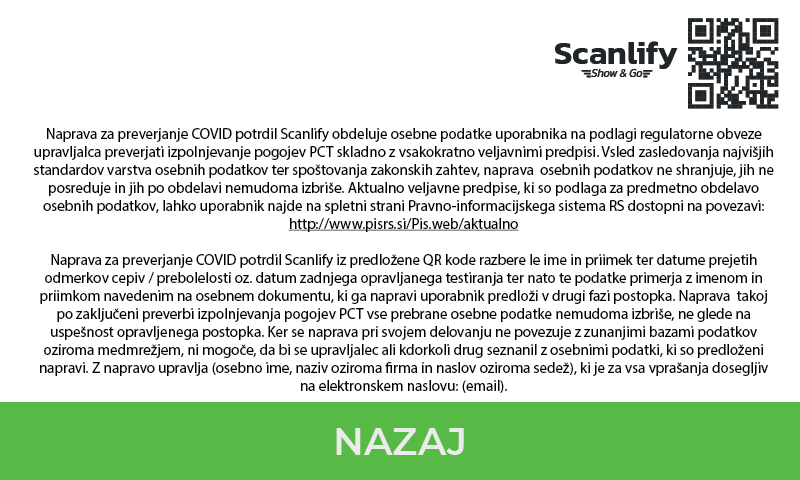 Scanlify
Show & Go
Naprava za preverjanje COVID potrdil Scanlify obdeluje osebne podatke uporabnika na podlagi regulatorne obveze
upravljalca preverjati izpolnjevanje pogojev PCT skladno z vsakokratno veljavnimi predpisi. Vsled zasledovanja najvišjih
standardov varstva osebnih podatkov ter spoštovanja zakonskih zahtev, naprava osebnih podatkov ne shranjuje, jih ne
posreduje in jih po obdelavi nemudoma izbriše. Aktualno veljavne predpise, ki so podlaga za predmetno obdelavo
osebnih podatkov, lahko uporabnik najde na spletni strani Pravno-informacijskega sistema RS dostopni na povezavi:
http://www.pisrs.si/Pis.web/aktualno
Naprava za preverjanje COVID potrdil Scanlify iz predložene QR kode razbere le ime in priimek ter datume prejetih
odmerkov cepiv / prebolelosti oz. datum zadnjega opravljanega testiranja ter nato te podatke primerja z imenom in
priimkom navedenim na osebnem dokumentu, ki ga napravi uporabnik predloži v drugi fazi postopka. Naprava takoj
po zaključeni preverbi izpolnjevanja pogojev PCT vse prebrane osebne podatke nemudoma izbriše, ne glede na
uspešnost opravljenega postopka. Ker se naprava pri svojem delovanju ne povezuje z zunanjimi bazami podatkov
oziroma medmrežjem, ni mogoče, da bi se upravljalec ali kdorkoli drug seznanil z osebnimi podatki, ki so predloženi
napravi. Z napravo upravlja (osebno ime, naziv oziroma firma in naslov oziroma sedež), ki je za vsa vprašanja dosegljiv
na elektronskem naslovu: (email).
NAZAJ